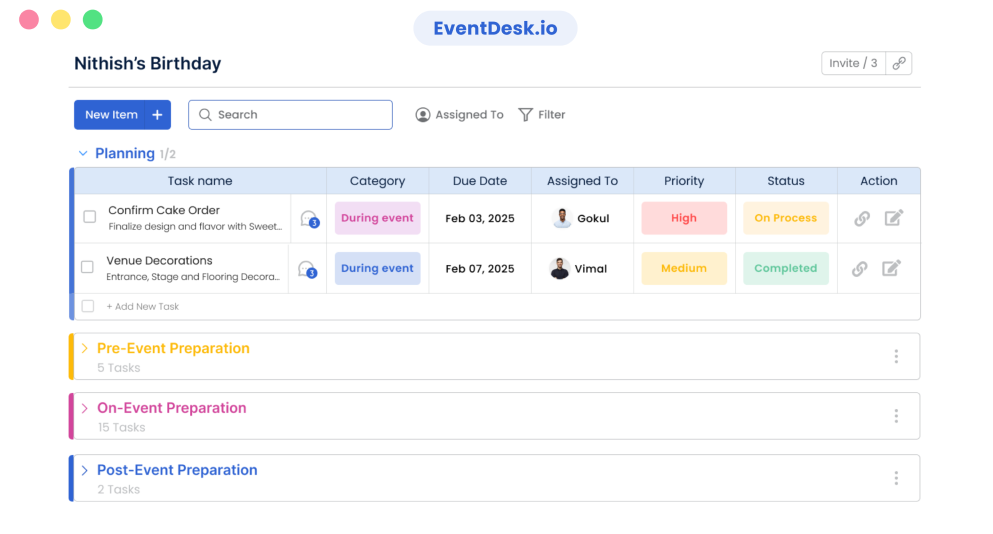 EventDesk.io
Nithish’s Birthday
Invite / 3
New Item +
Search
Assigned To
Filter
Planning 1/2
Task name Category Due Date Assigned To Priority Status Action
Confirm Cake Order
Finalize design and flavor with Sweet...
3
During event
Feb 03, 2025
Gokul
High
On Process
Venue Decorations
Entrance, Stage and Flooring Decora...
3
During event
Feb 07, 2025
Vimal
Medium
Completed
+ Add New Task
Pre-Event Preparation
5 Tasks
On-Event Preparation
15 Tasks
Post-Event Preparation
2 Tasks